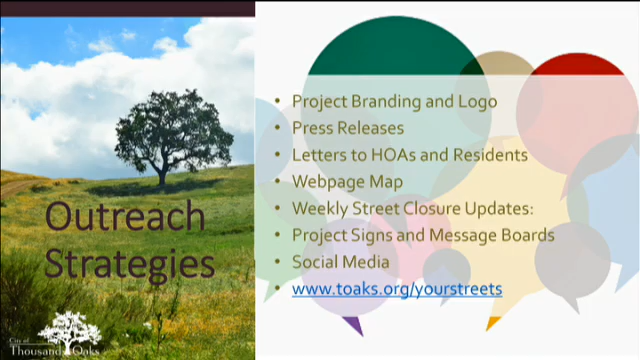 Outreach
Strategies
City of
Thousand Oaks
• Project Branding and Logo
• Press Releases
• Letters to HOAs and Residents
• Webpage Map
• Weekly Street Closure Updates:
• Project Signs and Message Boards
• Social Media
• www.toaks.org/yourstreets